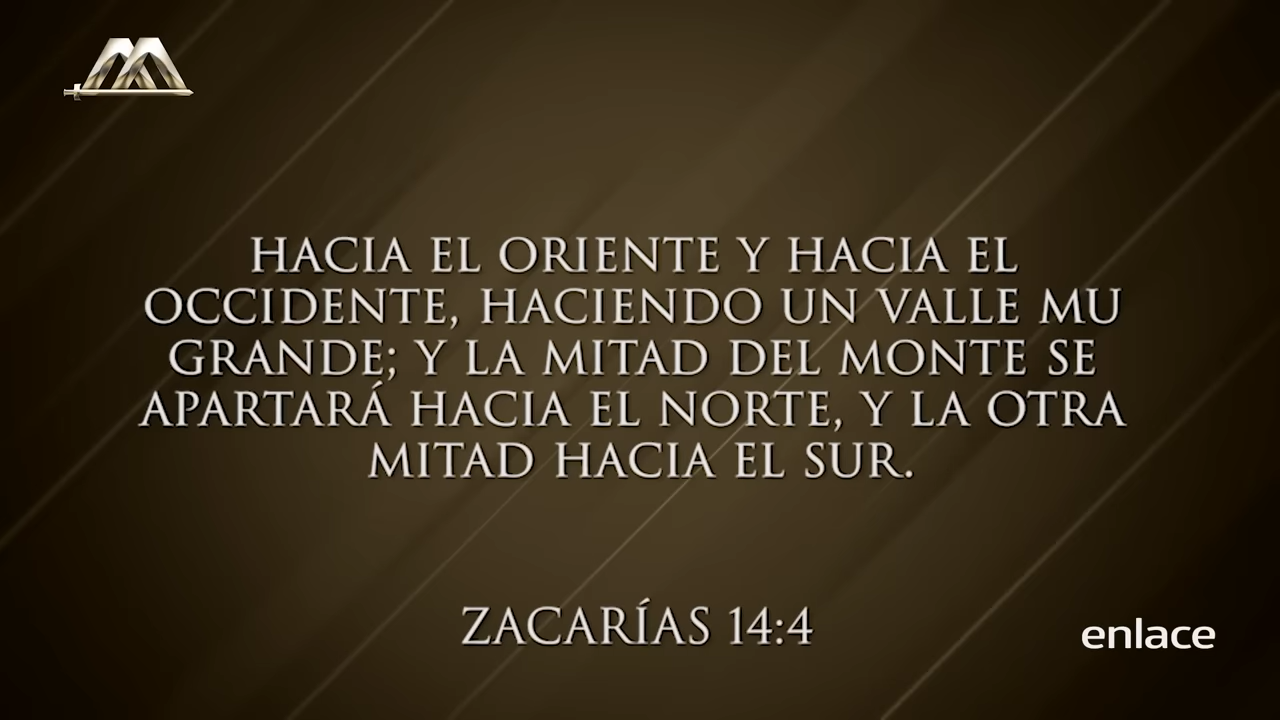 HACIA EL ORIENTE Y HACIA EL
OCCIDENTE, HACIENDO UN VALLE MU
GRANDE; Y LA MITAD DEL MONTE SE
APARTARÁ HACIA EL NORTE, Y LA OTRA
MITAD HACIA EL SUR.
ZACARÍAS 14:4
enlace